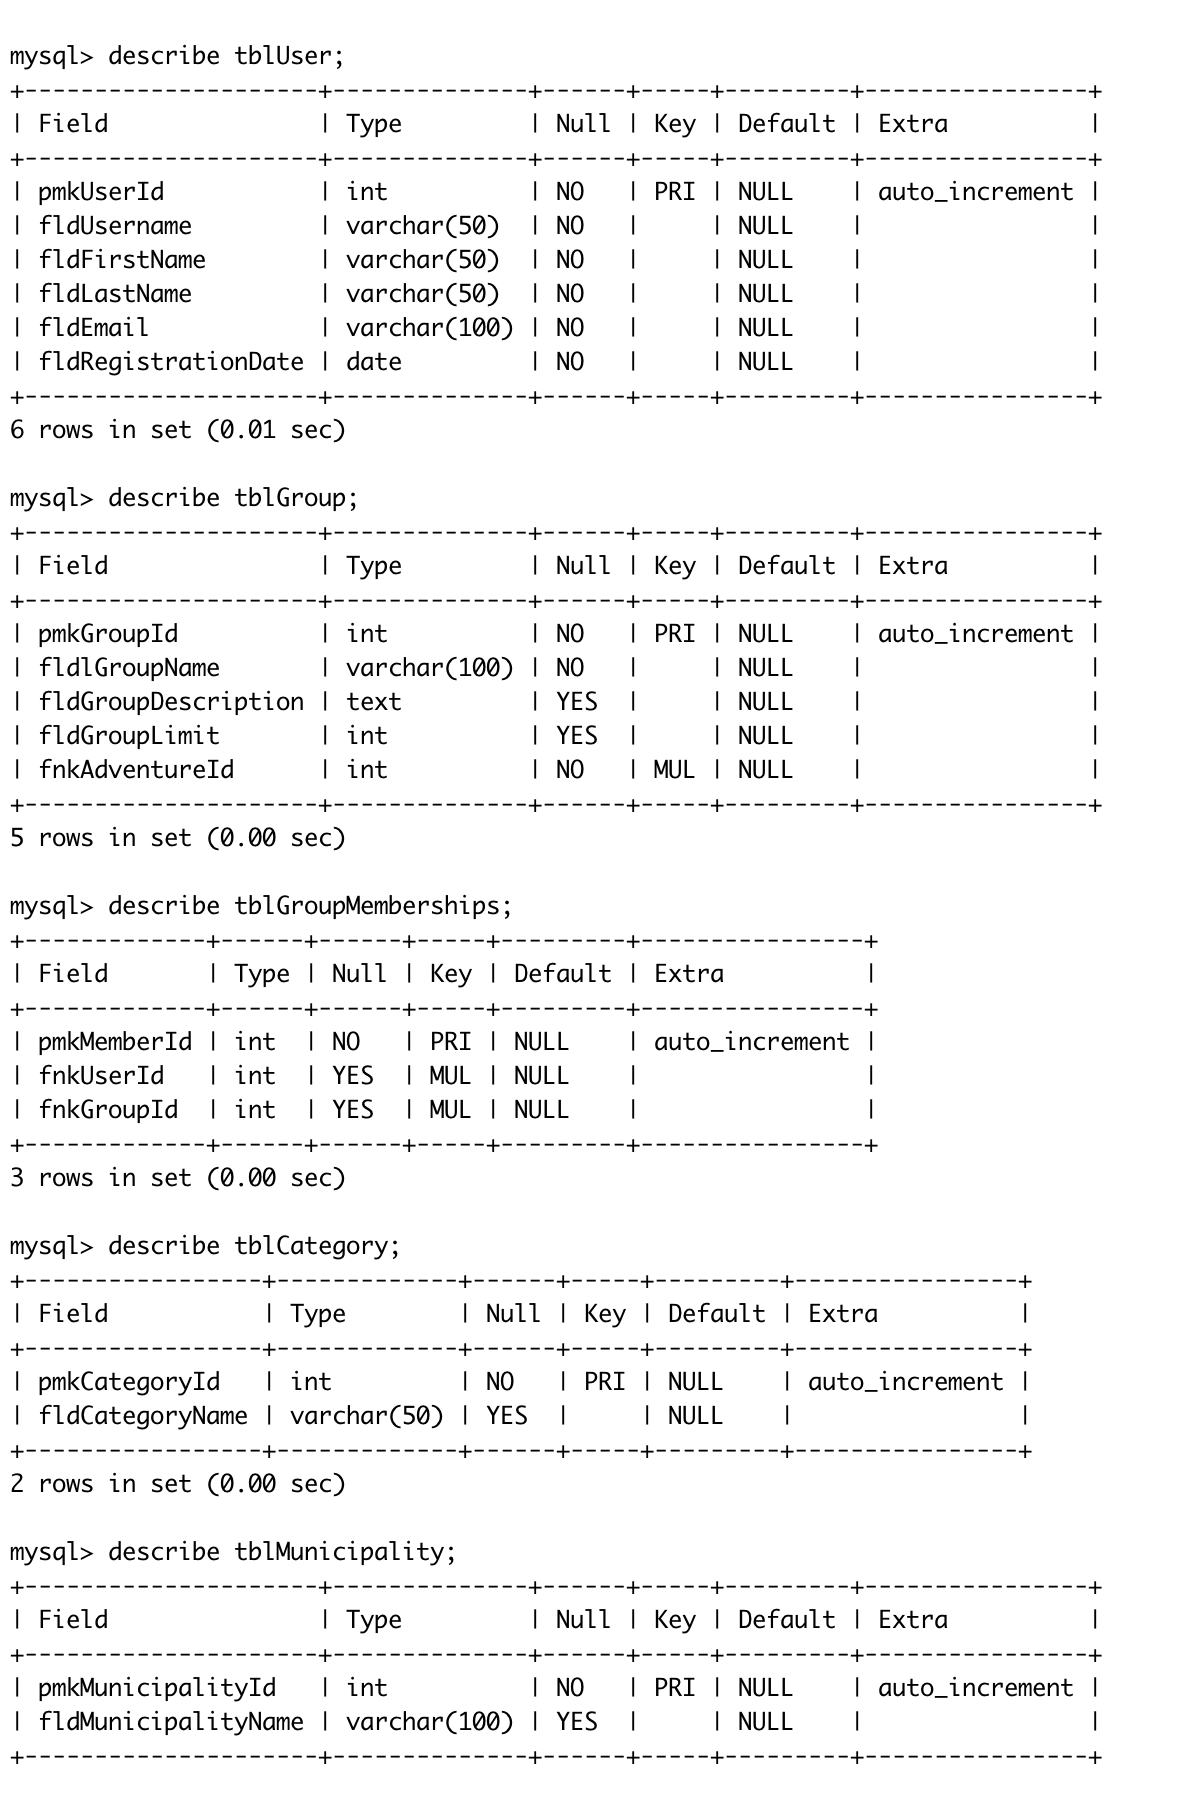 mysql> describe tblUser;
+---------------------+--------------+------+-----+---------+----------------+
| Field               | Type         | Null | Key | Default | Extra          |
+---------------------+--------------+------+-----+---------+----------------+
| pmkUserId           | int          | NO   | PRI | NULL    | auto_increment |
| fldUsername         | varchar(50)  | NO   |     | NULL    |                |
| fldFirstName        | varchar(50)  | NO   |     | NULL    |                |
| fldLastName         | varchar(50)  | NO   |     | NULL    |                |
| fldEmail            | varchar(100) | NO   |     | NULL    |                |
| fldRegistrationDate | date         | NO   |     | NULL    |                |
+---------------------+--------------+------+-----+---------+----------------+
6 rows in set (0.01 sec)

mysql> describe tblGroup;
+---------------------+--------------+------+-----+---------+----------------+
| Field               | Type         | Null | Key | Default | Extra          |
+---------------------+--------------+------+-----+---------+----------------+
| pmkGroupId          | int          | NO   | PRI | NULL    | auto_increment |
| fldlGroupName       | varchar(100) | NO   |     | NULL    |                |
| fldGroupDescription | text         | YES  |     | NULL    |                |
| fldGroupLimit       | int          | YES  |     | NULL    |                |
| fnkAdventureId      | int          | NO   | MUL | NULL    |                |
+---------------------+--------------+------+-----+---------+----------------+
5 rows in set (0.00 sec)

mysql> describe tblGroupMemberships;
+-------------+------+------+-----+---------+----------------+
| Field       | Type | Null | Key | Default | Extra          |
+-------------+------+------+-----+---------+----------------+
| pmkMemberId | int  | NO   | PRI | NULL    | auto_increment |
| fnkUserId   | int  | YES  | MUL | NULL    |                |
| fnkGroupId  | int  | YES  | MUL | NULL    |                |
+-------------+------+------+-----+---------+----------------+
3 rows in set (0.00 sec)

mysql> describe tblCategory;
+-----------------+-------------+------+-----+---------+----------------+
| Field           | Type        | Null | Key | Default | Extra          |
+-----------------+-------------+------+-----+---------+----------------+
| pmkCategoryId   | int         | NO   | PRI | NULL    | auto_increment |
| fldCategoryName | varchar(50) | YES  |     | NULL    |                |
+-----------------+-------------+------+-----+---------+----------------+
2 rows in set (0.00 sec)

mysql> describe tblMunicipality;
+---------------------+--------------+------+-----+---------+----------------+
| Field               | Type         | Null | Key | Default | Extra          |
+---------------------+--------------+------+-----+---------+----------------+
| pmkMunicipalityId   | int          | NO   | PRI | NULL    | auto_increment |
| fldMunicipalityName | varchar(100) | YES  |     | NULL    |                |
+---------------------+--------------+------+-----+---------+----------------+